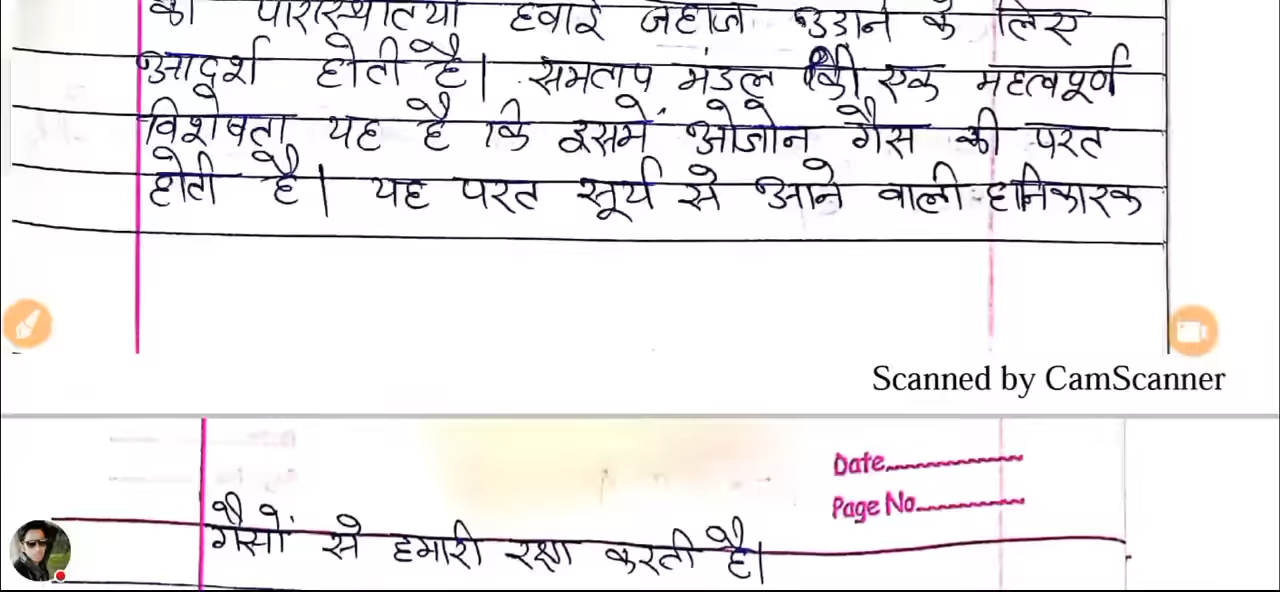 की परिस्थितियाँ हवाई जहाज उडाने के लिए
आदर्श होती है। समताप मंडल की एक महत्वपूर्ण
विशेषता यह है कि इसमें ओजोन गैस की परत
होती है। यह परत सूर्य से आने वाली हानिकारक
Scanned by CamScanner
Date
Page No.
गैसों से हमारी रक्षा करती है।